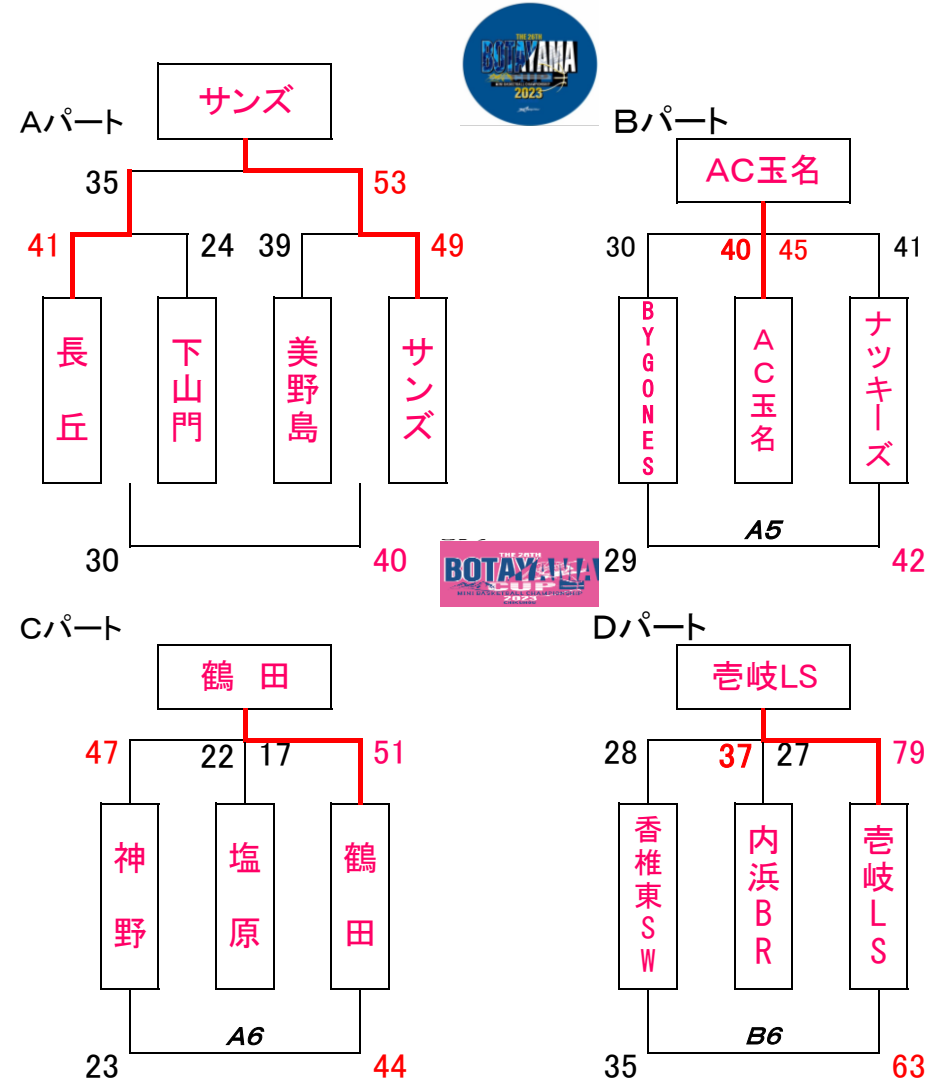 THE 28TH
BOTAYAMA
2023
Aパート
サンズ
35
53
41
24
39
49
長丘
下山門
美野島
サンズ
30
40
Bパート
AC玉名
30
40
45
41
BYGONES
AC玉名
ナツキーズ
A5
29
42
THE 28TH
BOTAYAMA
CUP
2023
Cパート
鶴田
47
22
17
51
神野
塩原
鶴田
A6
23
44
Dパート
壱岐LS
28
37
27
79
香椎東SW
内浜BR
壱岐LS
B6
35
63